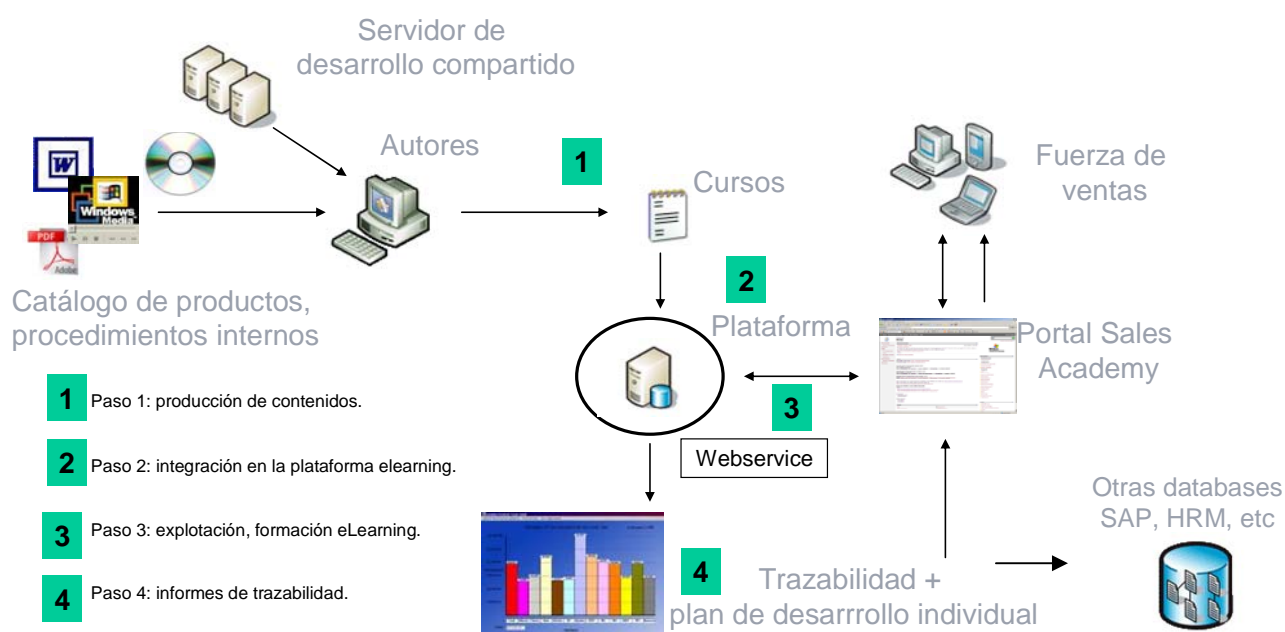 Servidor de
desarrollo compartido
Autores
1
Cursos
Fuerza de
ventas
W
Windows
Media
PDF
Adobe
Catálogo de productos,
procedimientos internos
2
Plataforma
Portal Sales
Academy
3
Webservice
1 Paso 1: producción de contenidos.
2 Paso 2: integración en la plataforma elearning.
3 Paso 3: explotación, formación eLearning.
4 Paso 4: informes de trazabilidad.
Otras databases
SAP, HRM, etc
4
Trazabilidad +
plan de desarrrollo individual